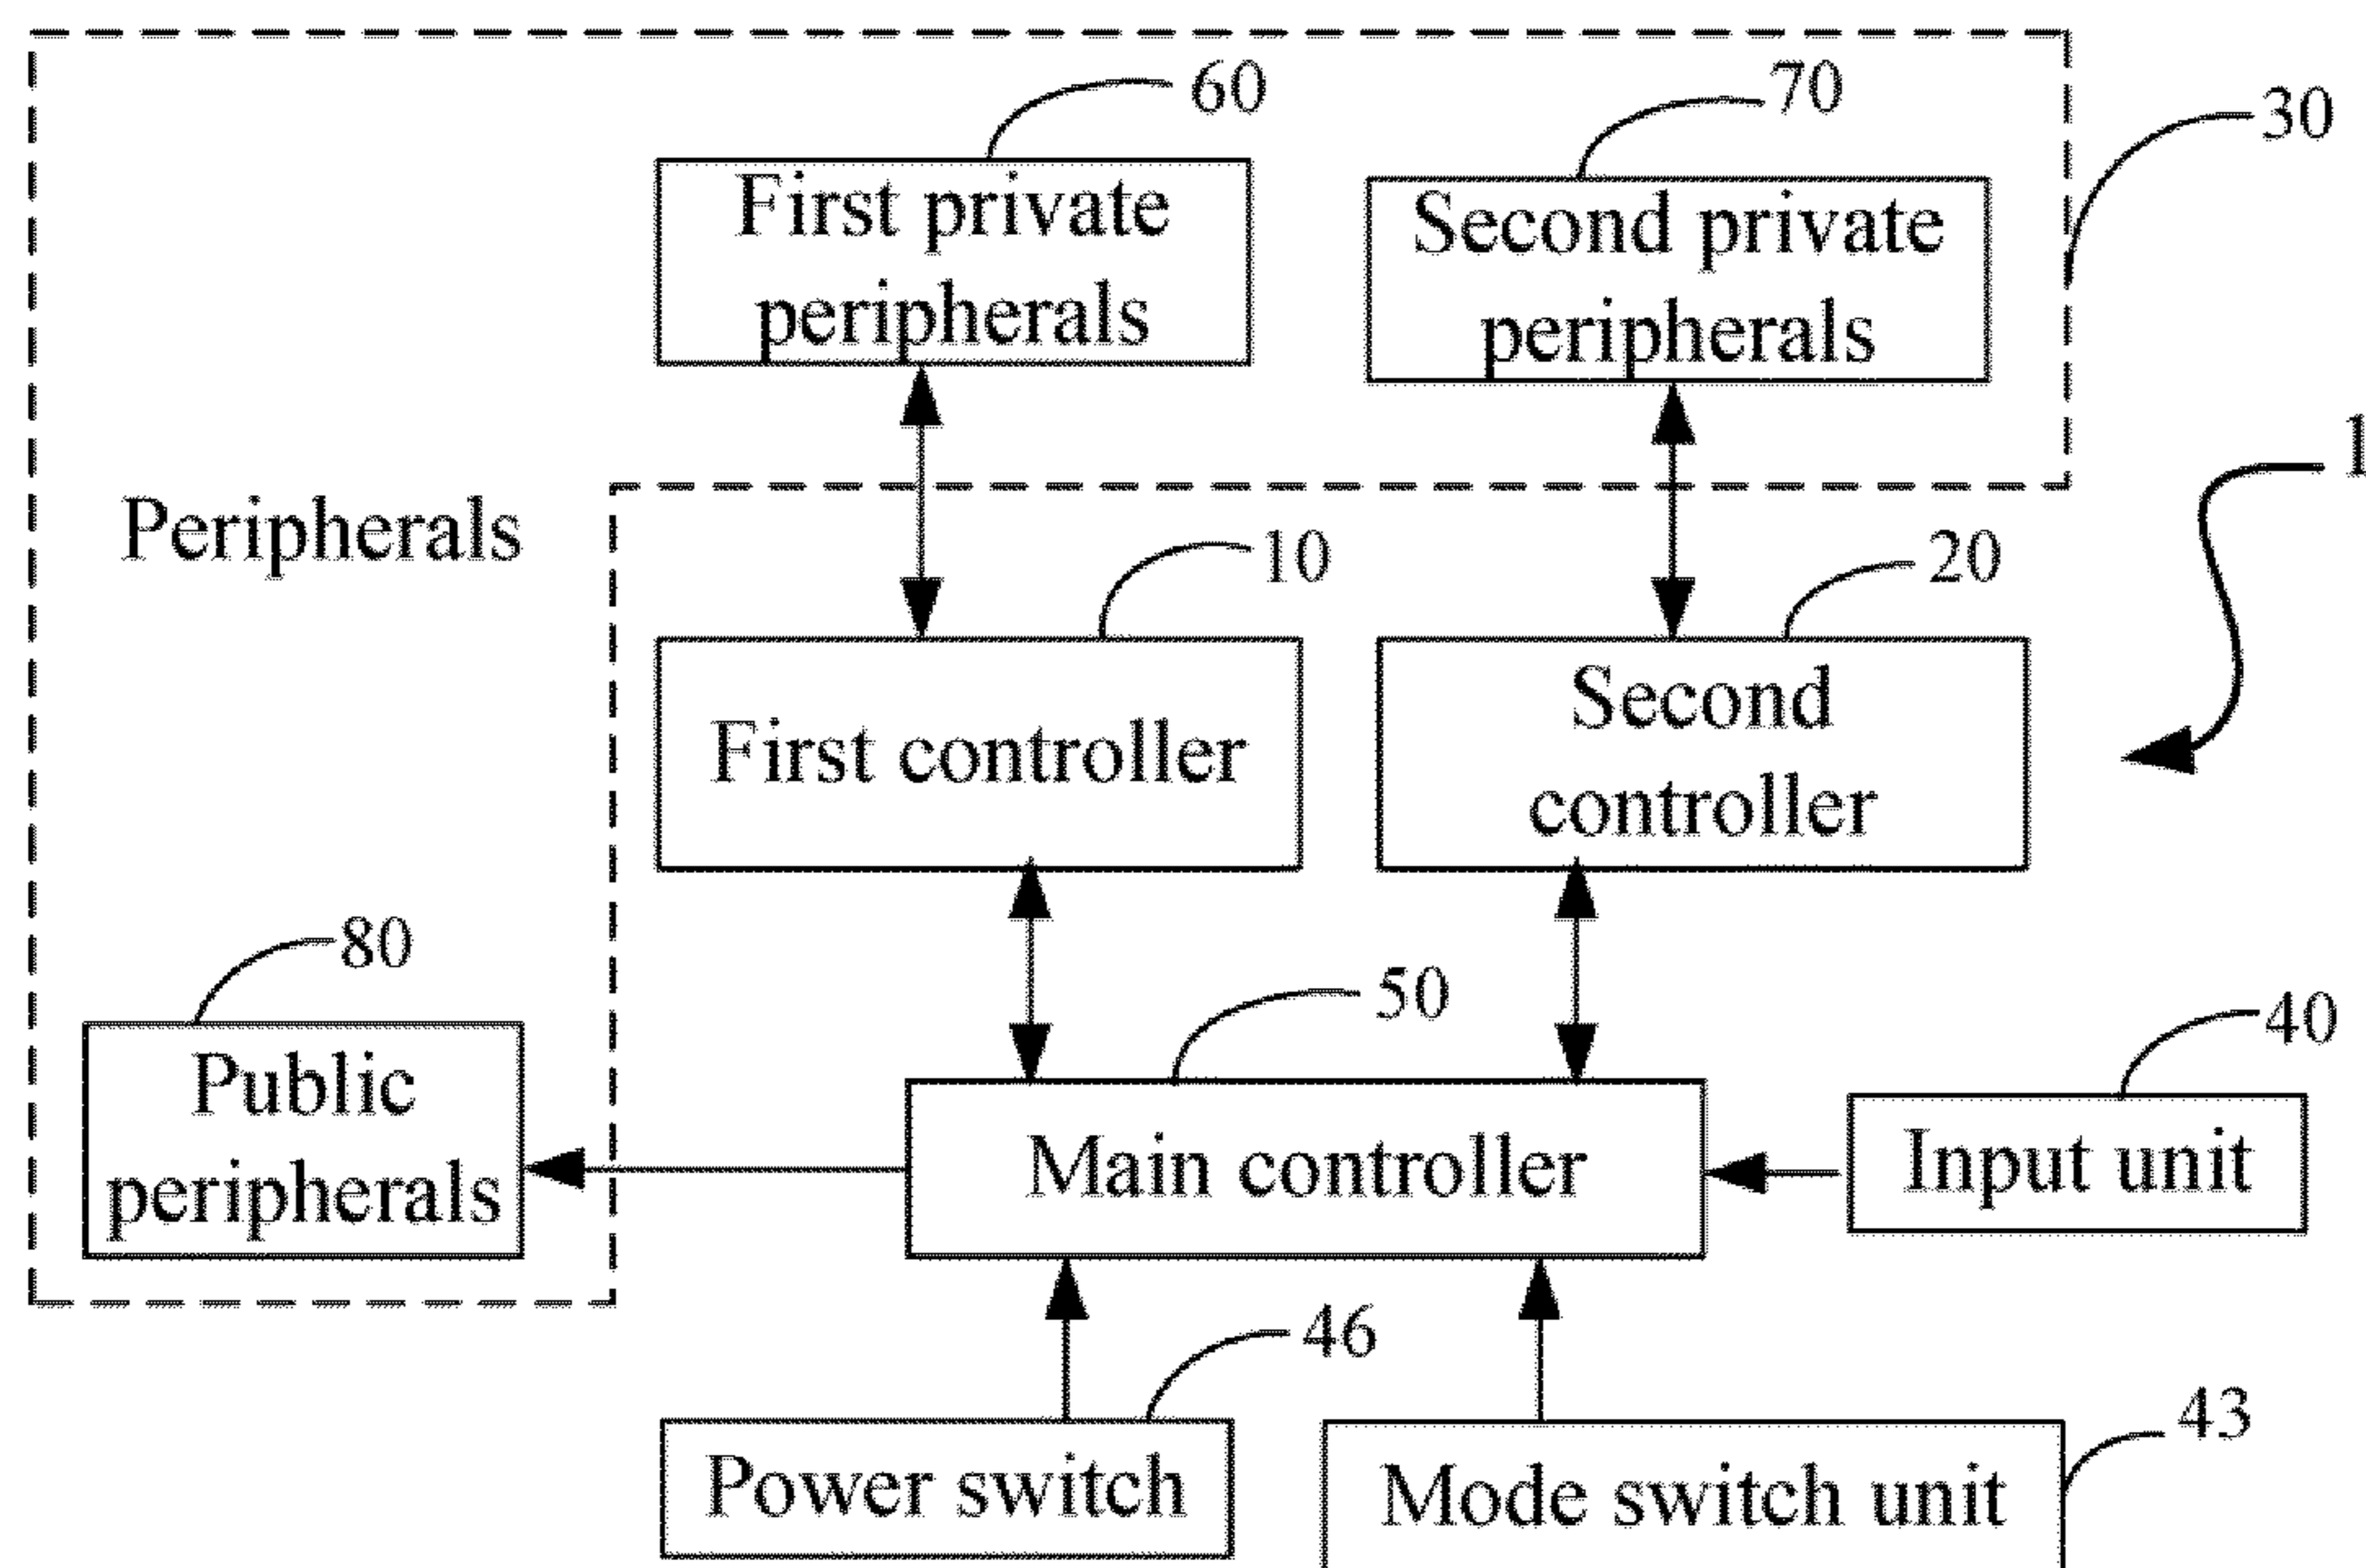 60
70
30
First private
peripherals
Second private
peripherals
1
Peripherals
10
20
First controller
Second
controller
80
50
40
Public
peripherals
Main controller
Input unit
46
43
Power switch
Mode switch unit